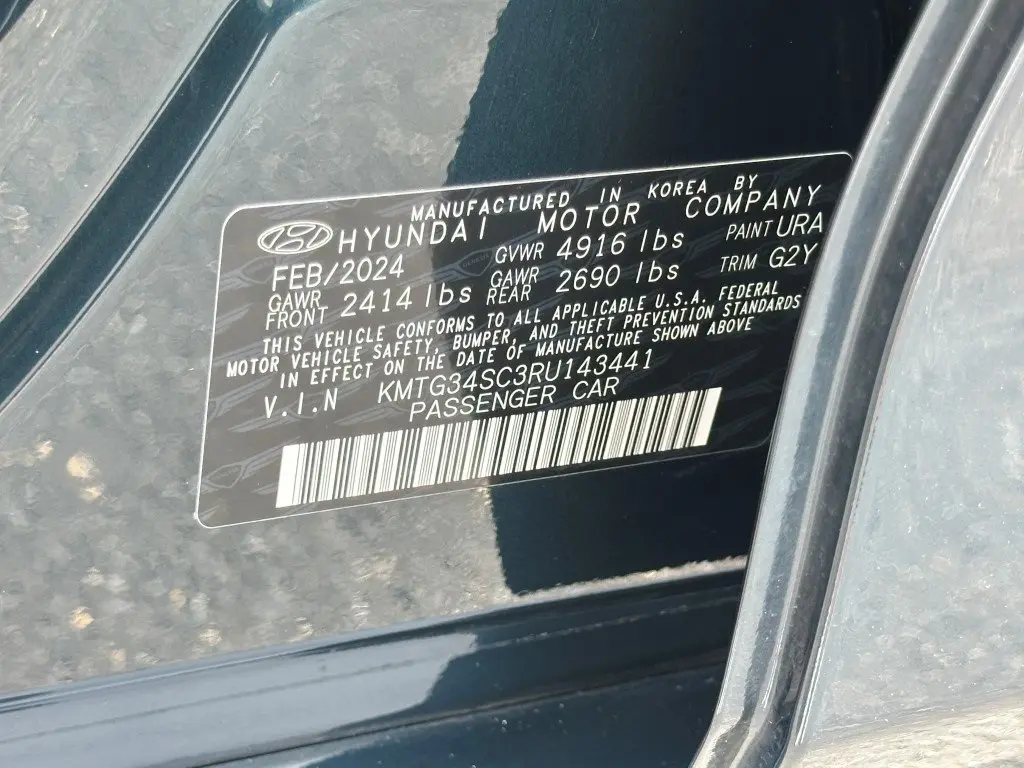 MANUFACTURED IN KOREA BY
HYUNDAI MOTOR COMPANY
FEB/2024 GVWR 4916 lbs PAINT URA
GAWR FRONT 2414 lbs GAWR REAR 2690 lbs TRIM G2Y
THIS VEHICLE CONFORMS TO ALL APPLICABLE U.S.A. FEDERAL
MOTOR VEHICLE SAFETY, BUMPER, AND THEFT PREVENTION STANDARDS
IN EFFECT ON THE DATE OF MANUFACTURE SHOWN ABOVE
V.I.N KMTG34SC3RU143441
PASSENGER CAR